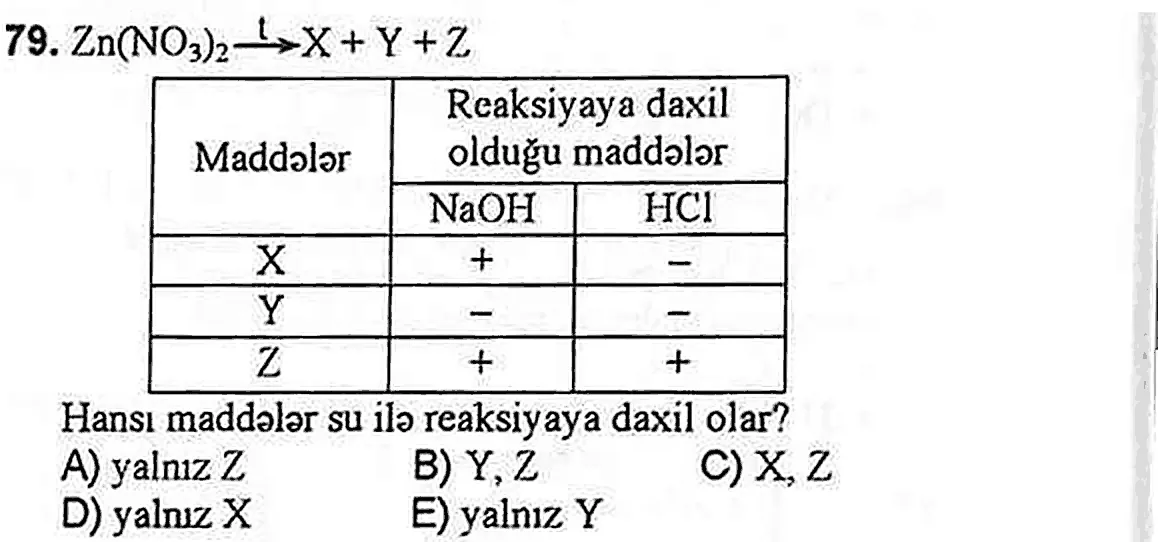 79. Zn(NO₃)₂ —t→ X + Y + Z
Maddələr
Reaksiyaya daxil
olduğu maddələr
NaOH HCl
X + –
Y – –
Z + +
Hansı maddələr su ilə reaksiyaya daxil olar?
A) yalnız Z B) Y, Z C) X, Z
D) yalnız X E) yalnız Y